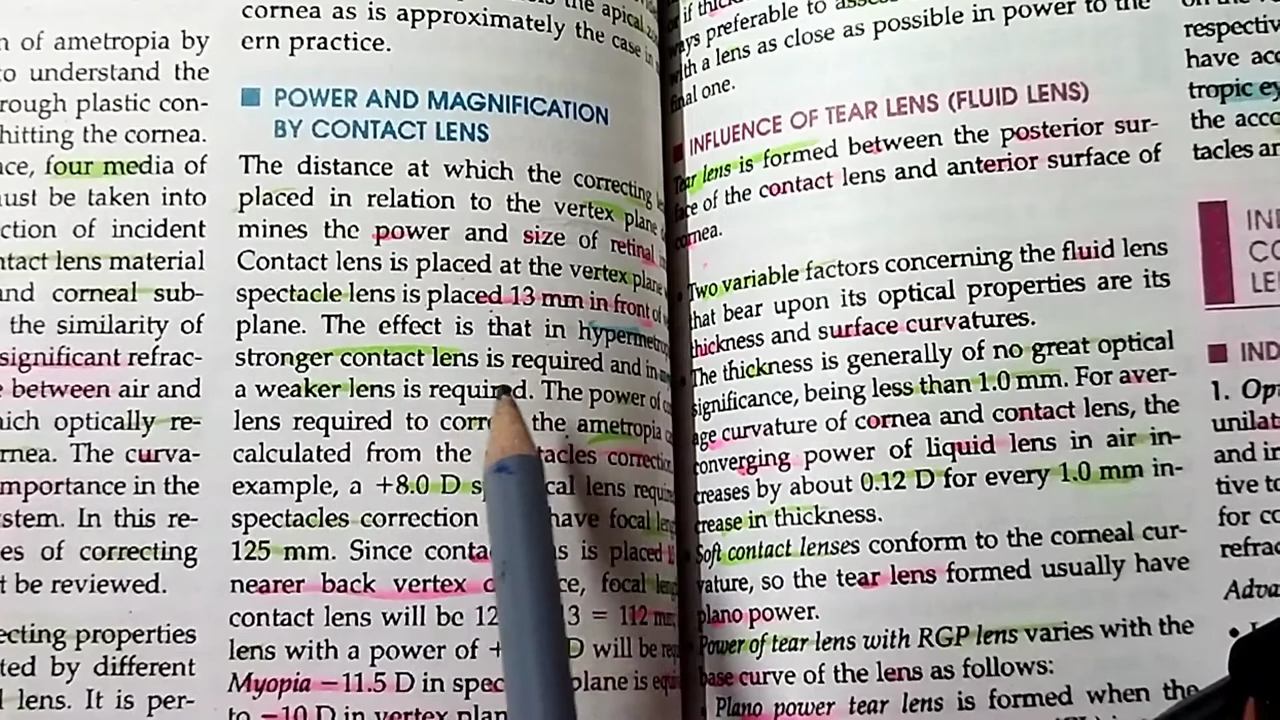 n of ametropia by
to understand the
rough plastic con-
hitting the cornea.
four media of
must be taken into
ction of incident
ntact lens material
and corneal sub-
the similarity of
significant refrac-
between air and
hich optically re-
rnea. The curva-
mportance in the
stem. In this re-
es of correcting
t be reviewed.
ecting properties
ted by different
lens. It is per-
the apical
cornea as is approximately the case in
ern practice.
POWER AND MAGNIFICATION
BY CONTACT LENS
The distance at which the correcting
placed in relation to the vertex plane
mines the power and size of retinal
Contact lens is placed at the vertex plane
spectacle lens is placed 13 mm in front of
plane. The effect is that in hypermetro
stronger contact lens is required and in
a weaker lens is required. The power of
lens required to corre the ametropia
calculated from the tacles correction
example, a +8.0 D s cal lens requi
spectacles correction have focal len
125 mm. Since conta s is placed
nearer back vertex ce, focal len
contact lens will be 12 3 = 112 mm
lens with a power of + D will be req
Myopia −11.5 D in spec plane is equi
to −10 D in vertex plan
if thic
ways preferable to asses
with a lens as close as possible in power to the
final one.
INFLUENCE OF TEAR LENS (FLUID LENS)
Tear lens is formed between the posterior sur-
face of the contact lens and anterior surface of
cornea.
• Two variable factors concerning the fluid lens
that bear upon its optical properties are its
thickness and surface curvatures.
The thickness is generally of no great optical
significance, being less than 1.0 mm. For aver-
age curvature of cornea and contact lens, the
converging power of liquid lens in air in-
creases by about 0.12 D for every 1.0 mm in-
crease in thickness.
Soft contact lenses conform to the corneal cur-
vature, so the tear lens formed usually have
plano power.
Power of tear lens with RGP lens varies with the
base curve of the lens as follows:
• Plano power tear lens is formed when the
respectiv
have acc
tropic ey
the acco
tacles ar
IN
CO
LE
IND
1. Op
unilat
and ir
tive to
for co
refrac
Adva